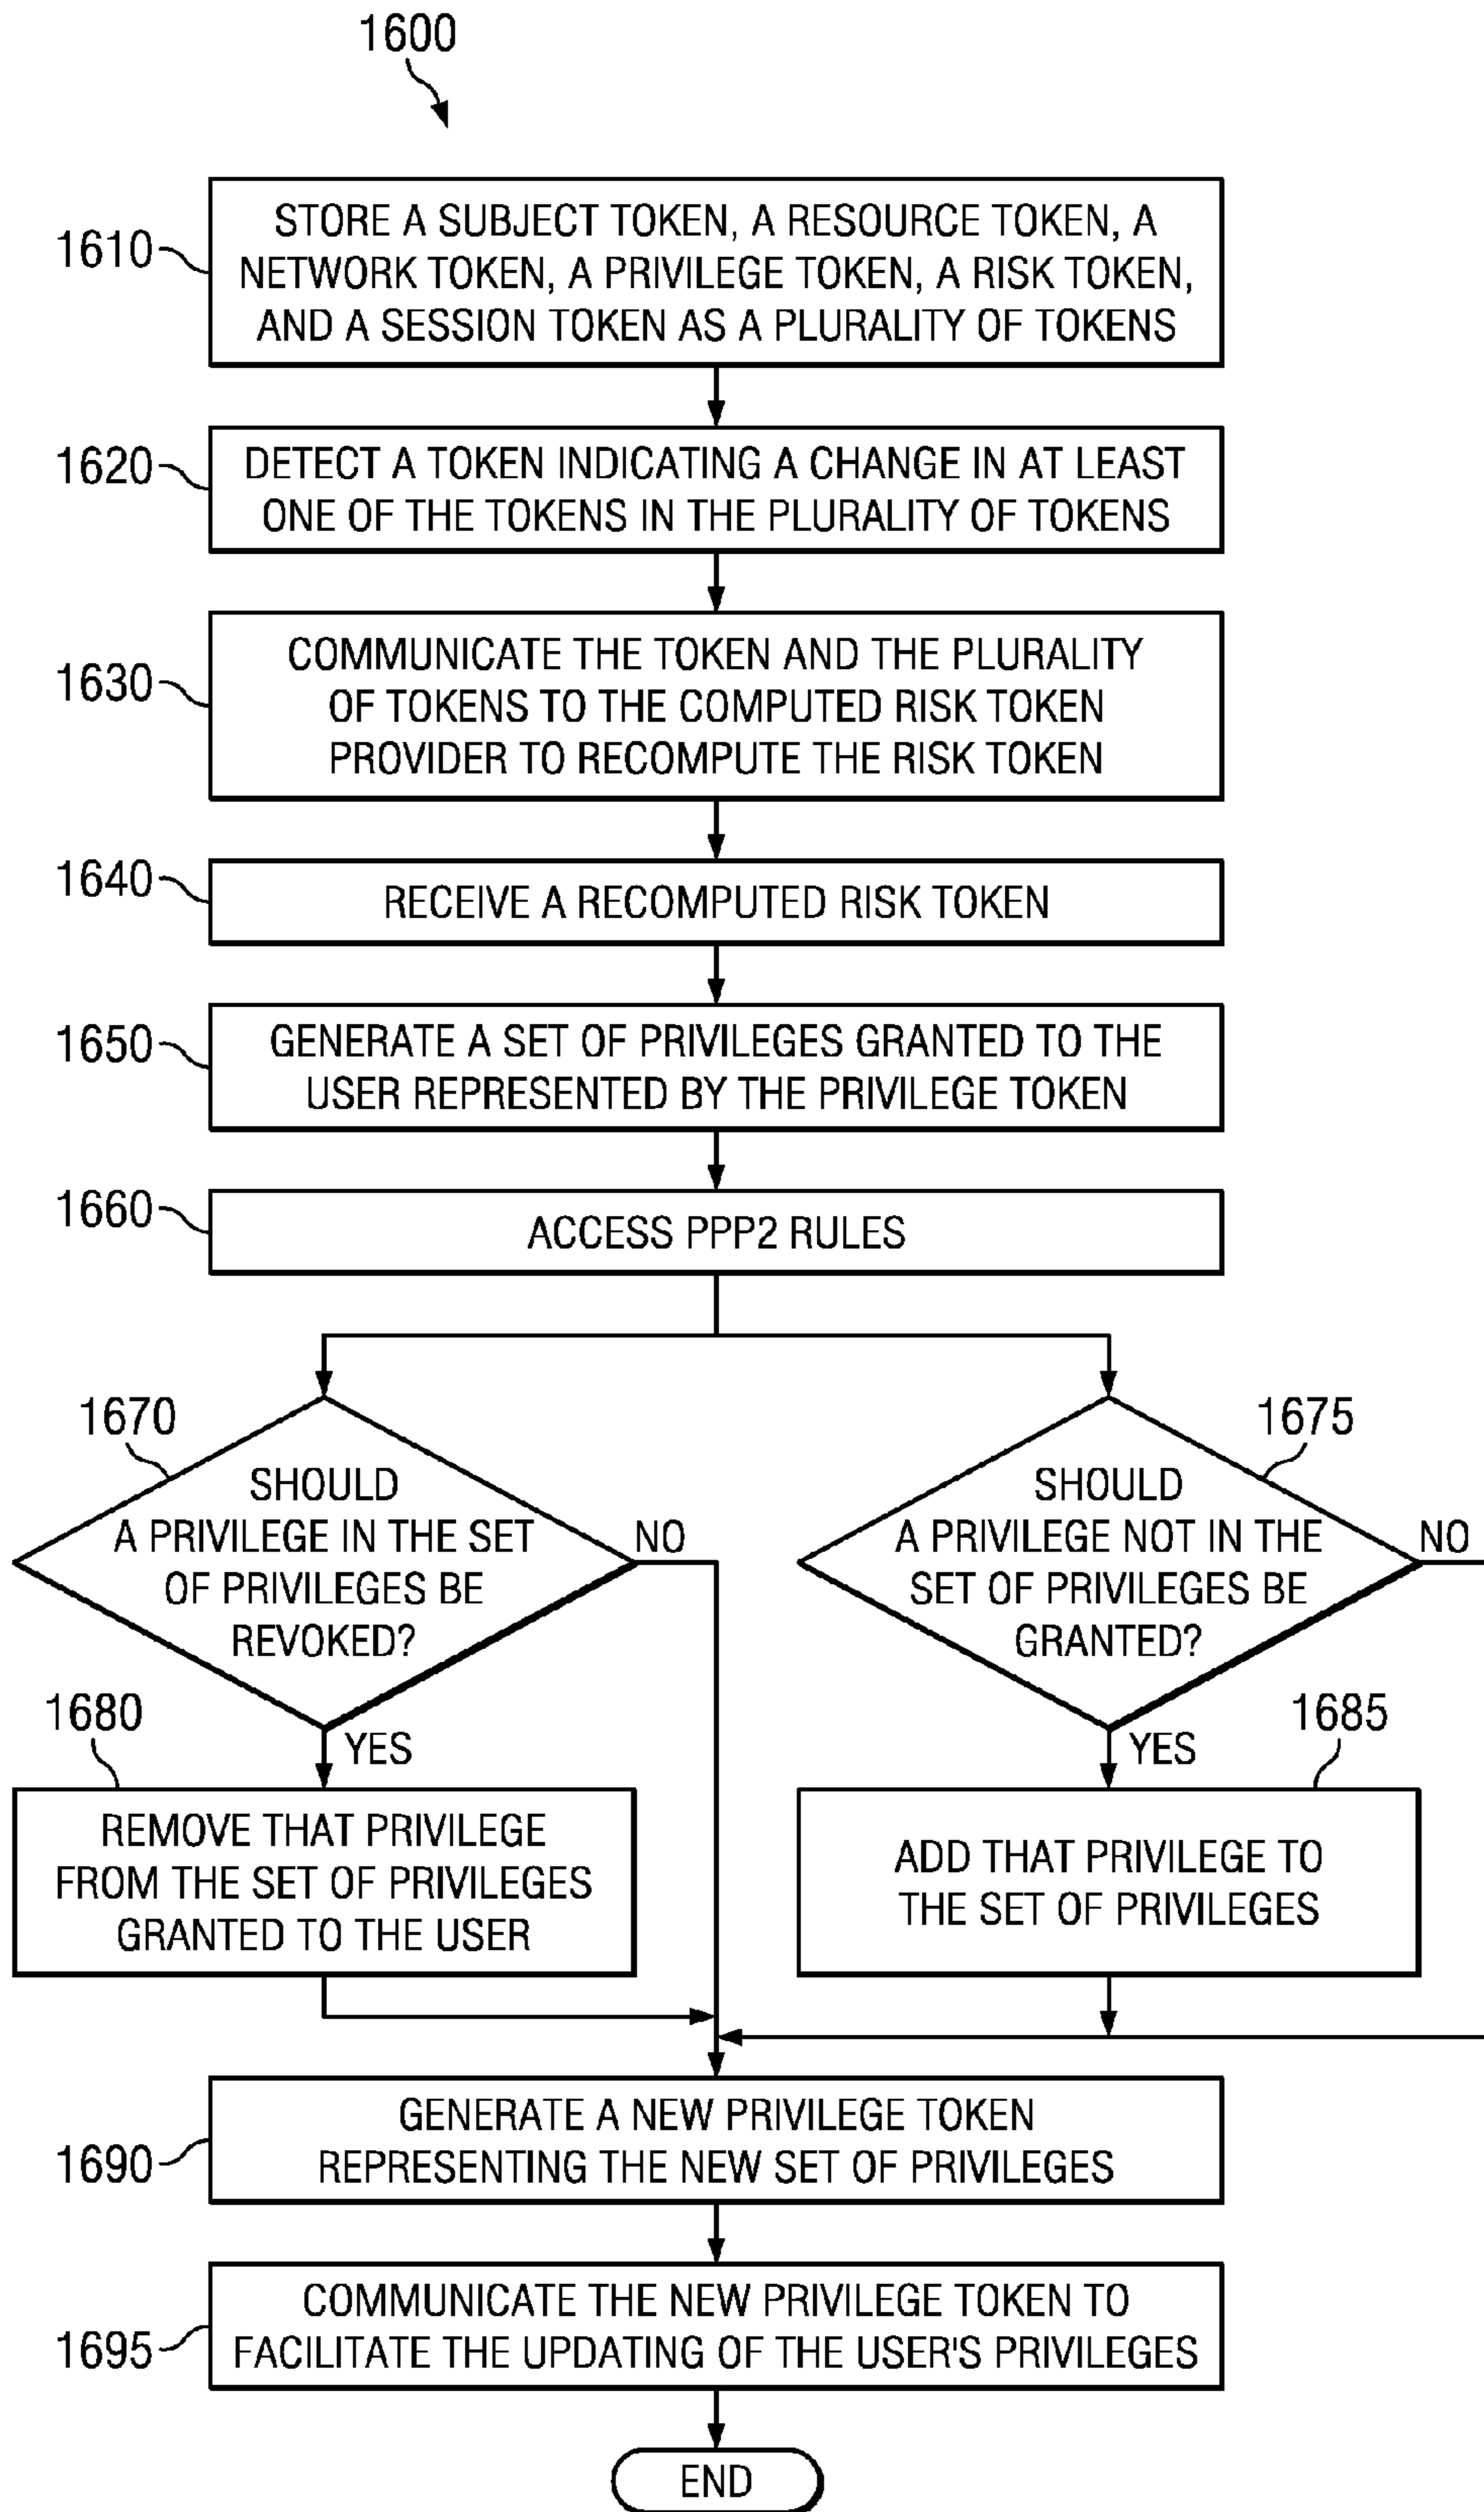 1600
1610
STORE A SUBJECT TOKEN, A RESOURCE TOKEN, A
NETWORK TOKEN, A PRIVILEGE TOKEN, A RISK TOKEN,
AND A SESSION TOKEN AS A PLURALITY OF TOKENS
1620
DETECT A TOKEN INDICATING A CHANGE IN AT LEAST
ONE OF THE TOKENS IN THE PLURALITY OF TOKENS
1630
COMMUNICATE THE TOKEN AND THE PLURALITY
OF TOKENS TO THE COMPUTED RISK TOKEN
PROVIDER TO RECOMPUTE THE RISK TOKEN
1640
RECEIVE A RECOMPUTED RISK TOKEN
1650
GENERATE A SET OF PRIVILEGES GRANTED TO THE
USER REPRESENTED BY THE PRIVILEGE TOKEN
1660
ACCESS PPP2 RULES
1670
SHOULD
A PRIVILEGE IN THE SET
OF PRIVILEGES BE
REVOKED?
NO
YES
1675
SHOULD
A PRIVILEGE NOT IN THE
SET OF PRIVILEGES BE
GRANTED?
NO
YES
1680
REMOVE THAT PRIVILEGE
FROM THE SET OF PRIVILEGES
GRANTED TO THE USER
1685
ADD THAT PRIVILEGE TO
THE SET OF PRIVILEGES
1690
GENERATE A NEW PRIVILEGE TOKEN
REPRESENTING THE NEW SET OF PRIVILEGES
1695
COMMUNICATE THE NEW PRIVILEGE TOKEN TO
FACILITATE THE UPDATING OF THE USER'S PRIVILEGES
END